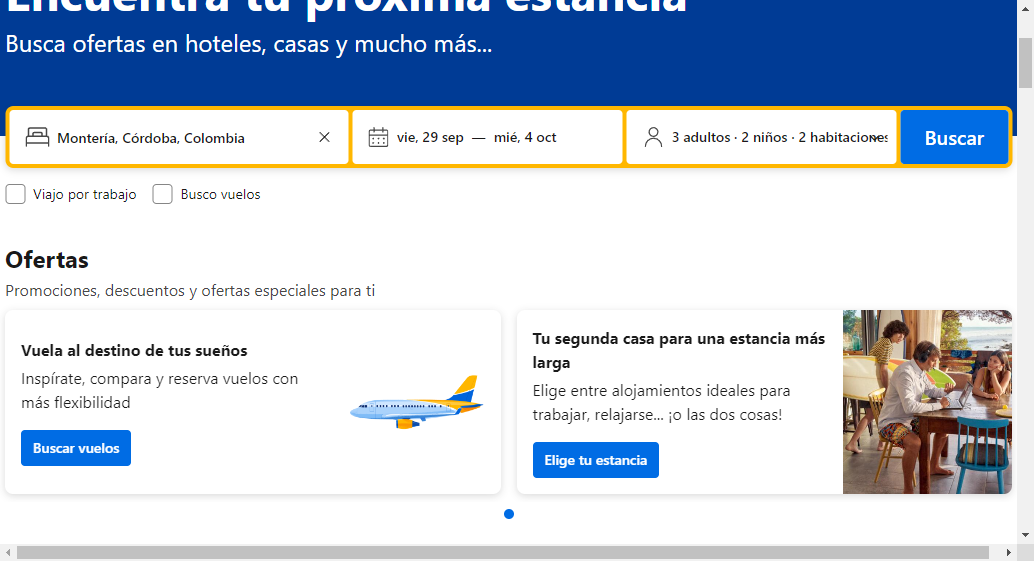 Encuentra tu próxima estancia
Busca ofertas en hoteles, casas y mucho más...
Montería, Córdoba, Colombia
vie, 29 sep — mié, 4 oct
3 adultos · 2 niños · 2 habitaciones
Buscar
Viajo por trabajo
Busco vuelos
Ofertas
Promociones, descuentos y ofertas especiales para ti
Vuela al destino de tus sueños
Inspírate, compara y reserva vuelos con
más flexibilidad
Buscar vuelos
Tu segunda casa para una estancia más
larga
Elige entre alojamientos ideales para
trabajar, relajarse... ¡o las dos cosas!
Elige tu estancia